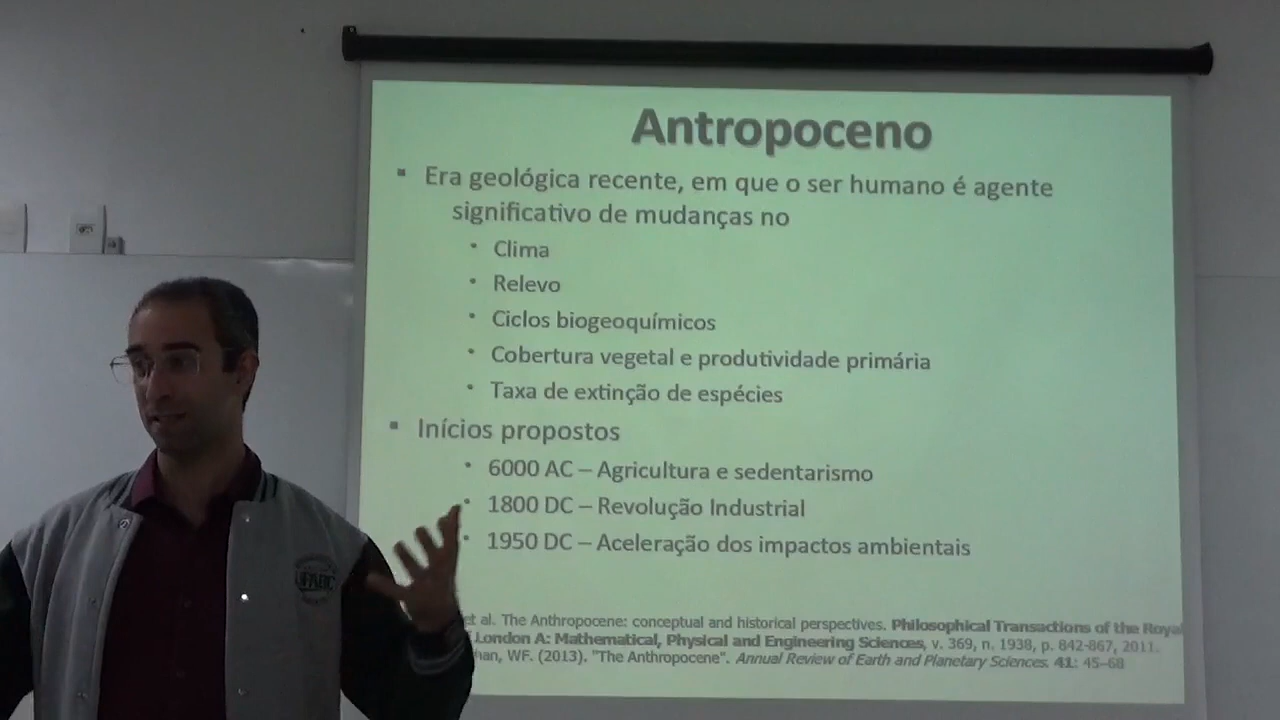 Antropoceno
▪ Era geológica recente, em que o ser humano é agente
significativo de mudanças no
• Clima
• Relevo
• Ciclos biogeoquímicos
• Cobertura vegetal e produtividade primária
• Taxa de extinção de espécies
▪ Inícios propostos
• 6000 AC – Agricultura e sedentarismo
• 1800 DC – Revolução Industrial
• 1950 DC – Aceleração dos impactos ambientais
et al. The Anthropocene: conceptual and historical perspectives. Philosophical Transactions of the Royal
London A: Mathematical, Physical and Engineering Sciences, v. 369, n. 1938, p. 842-867, 2011.
WF. (2013). "The Anthropocene". Annual Review of Earth and Planetary Sciences. 41: 45–68
UFABC